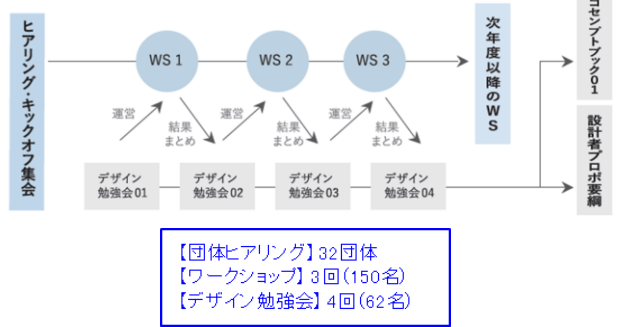 ヒアリング・キックオフ集会
WS 1
WS 2
WS 3
次年度以降のWS
コセンプトブック01
設計者プロポ要綱
運営
結果
まとめ
運営
結果
まとめ
運営
結果
まとめ
デザイン
勉強会01
デザイン
勉強会02
デザイン
勉強会03
デザイン
勉強会04
【団体ヒアリング】32団体
【ワークショップ】3回(150名)
【デザイン勉強会】4回(62名)